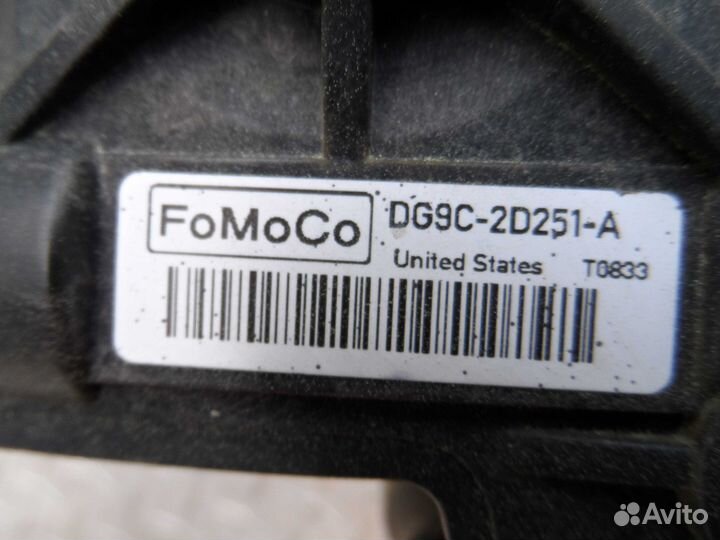 FoMoCo
DG9C-2D251-A
United States T0833
Avito